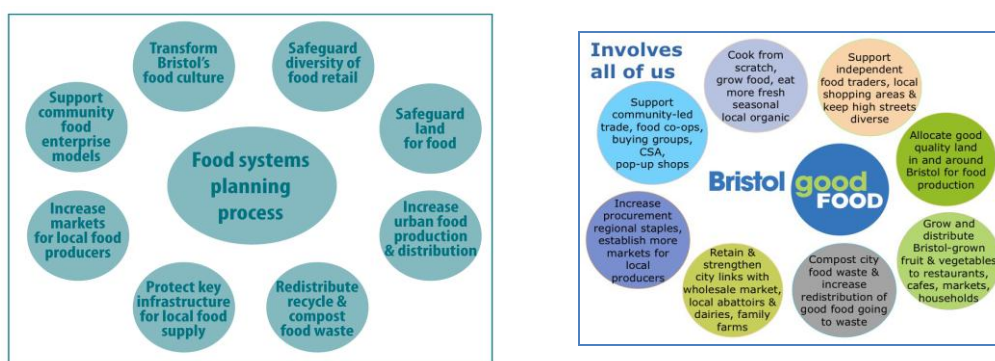 Transform
Bristol's
food culture
Safeguard
diversity of
food retail
Support
community
food
enterprise
models
Safeguard
land
for food
Food systems
planning
process
Increase
markets
for local food
producers
Increase
urban food
production
& distribution
Protect key
infrastructure
for local food
supply
Redistribute
recycle &
compost
food waste
Involves
all of us
Cook from
scratch,
grow food, eat
more fresh
seasonal
local organic
Support
independent
food traders, local
shopping areas &
keep high streets
diverse
Support
community-led
trade, food co-ops,
buying groups,
CSA,
pop-up shops
Allocate good
quality land
in and around
Bristol for food
production
Bristol good
FOOD
Increase
procurement
regional staples,
establish more
markets for
local
producers
Grow and
distribute
Bristol-grown
fruit & vegetables
to restaurants,
cafes, markets,
households
Retain &
strengthen
city links with
wholesale market,
local abattoirs &
dairies, family
farms
Compost city
food waste &
increase
redistribution of
good food going
to waste